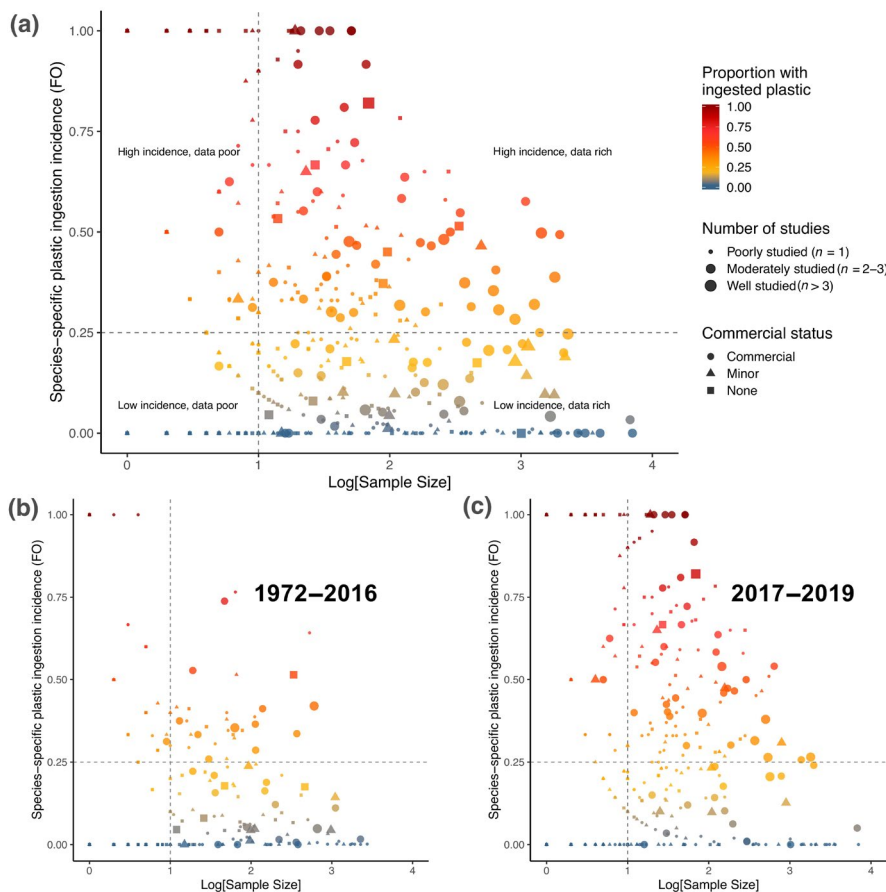 (a)
Species-specific plastic ingestion incidence (FO)
1.00
0.75
0.50
0.25
0.00
High incidence, data poor
High incidence, data rich
Low incidence, data poor
Low incidence, data rich
0
1
2
3
4
Log[Sample Size]
Proportion with
ingested plastic
1.00
0.75
0.50
0.25
0.00
Number of studies
Poorly studied (n = 1)
Moderately studied (n = 2–3)
Well studied (n > 3)
Commercial status
Commercial
Minor
None
(b)
Species-specific plastic ingestion incidence (FO)
1.00
0.75
0.50
0.25
0.00
1972–2016
0
1
2
3
4
Log[Sample Size]
(c)
Species-specific plastic ingestion incidence (FO)
1.00
0.75
0.50
0.25
0.00
2017–2019
0
1
2
3
4
Log[Sample Size]